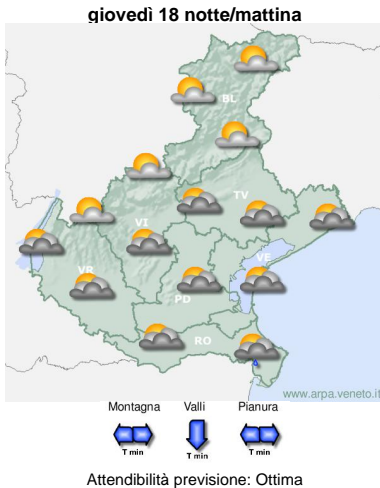 giovedì 18 notte/mattina
BL
TV
VI
VE
VR
PD
RO
www.arpa.veneto.it
Montagna Valli Pianura
T min T min T min
Attendibilità previsione: Ottima